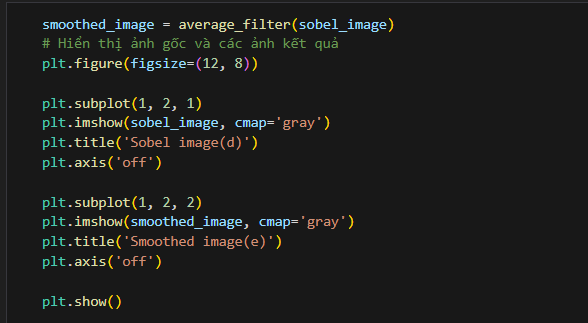 smoothed_image = average_filter(sobel_image)
# Hiển thị ảnh gốc và các ảnh kết quả
plt.figure(figsize=(12, 8))
plt.subplot(1, 2, 1)
plt.imshow(sobel_image, cmap='gray')
plt.title('Sobel image(d)')
plt.axis('off')
plt.subplot(1, 2, 2)
plt.imshow(smoothed_image, cmap='gray')
plt.title('Smoothed image(e)')
plt.axis('off')
plt.show()